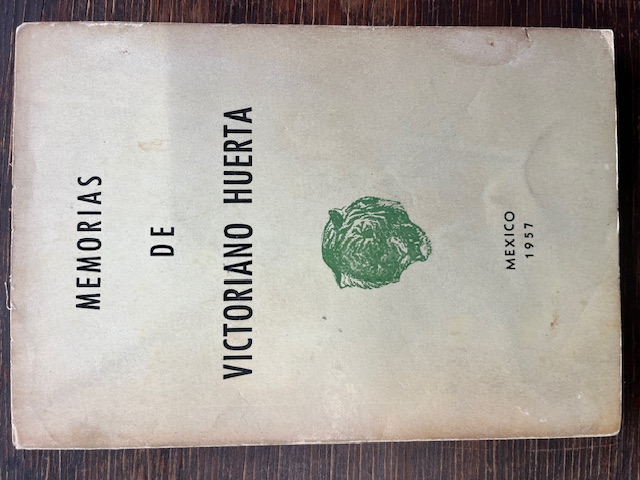 MEMORIAS
DE
VICTORIANO HUERTA
MEXICO
1957